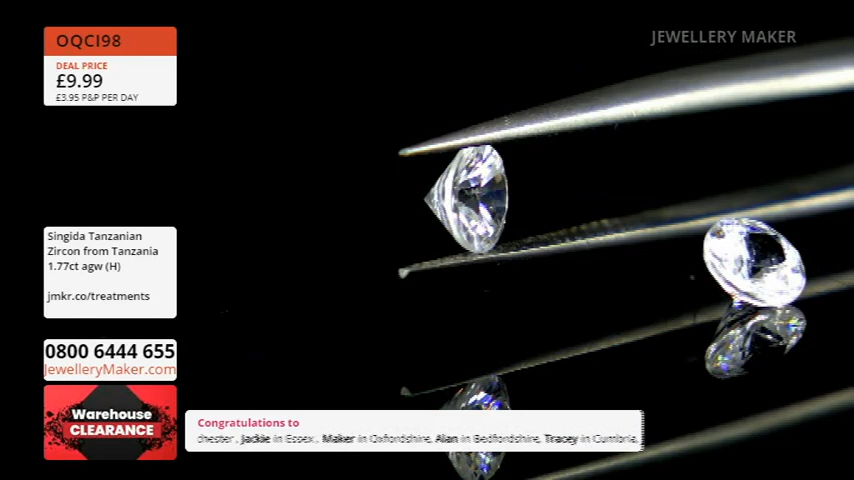 OQCI98
DEAL PRICE
£9.99
£3.95 P&P PER DAY
JEWELLERY MAKER
Singida Tanzanian
Zircon from Tanzania
1.77ct agw (H)
jmkr.co/treatments
0800 6444 655
JewelleryMaker.com
Warehouse
CLEARANCE
Congratulations to
chester , Jackie in Essex , Maker in Oxfordshire, Alan in Bedfordshire, Tracey in Cumbria,